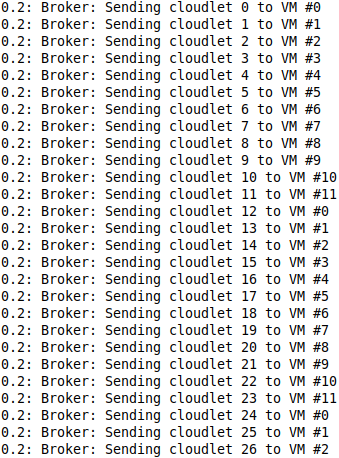 0.2: Broker: Sending cloudlet 0 to VM #0
0.2: Broker: Sending cloudlet 1 to VM #1
0.2: Broker: Sending cloudlet 2 to VM #2
0.2: Broker: Sending cloudlet 3 to VM #3
0.2: Broker: Sending cloudlet 4 to VM #4
0.2: Broker: Sending cloudlet 5 to VM #5
0.2: Broker: Sending cloudlet 6 to VM #6
0.2: Broker: Sending cloudlet 7 to VM #7
0.2: Broker: Sending cloudlet 8 to VM #8
0.2: Broker: Sending cloudlet 9 to VM #9
0.2: Broker: Sending cloudlet 10 to VM #10
0.2: Broker: Sending cloudlet 11 to VM #11
0.2: Broker: Sending cloudlet 12 to VM #0
0.2: Broker: Sending cloudlet 13 to VM #1
0.2: Broker: Sending cloudlet 14 to VM #2
0.2: Broker: Sending cloudlet 15 to VM #3
0.2: Broker: Sending cloudlet 16 to VM #4
0.2: Broker: Sending cloudlet 17 to VM #5
0.2: Broker: Sending cloudlet 18 to VM #6
0.2: Broker: Sending cloudlet 19 to VM #7
0.2: Broker: Sending cloudlet 20 to VM #8
0.2: Broker: Sending cloudlet 21 to VM #9
0.2: Broker: Sending cloudlet 22 to VM #10
0.2: Broker: Sending cloudlet 23 to VM #11
0.2: Broker: Sending cloudlet 24 to VM #0
0.2: Broker: Sending cloudlet 25 to VM #1
0.2: Broker: Sending cloudlet 26 to VM #2